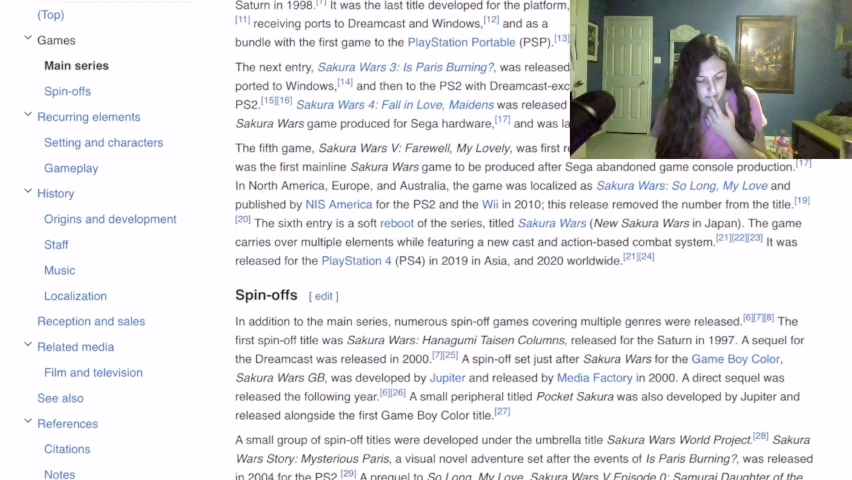 (Top)
Games
Main series
Spin-offs
Recurring elements
Setting and characters
Gameplay
History
Origins and development
Staff
Music
Localization
Reception and sales
Related media
Film and television
See also
References
Citations
Notes
Saturn in 1998.[7] It was the last title developed for the platform,
[11] receiving ports to Dreamcast and Windows,[12] and as a
bundle with the first game to the PlayStation Portable (PSP).[13]
The next entry, Sakura Wars 3: Is Paris Burning?, was released
ported to Windows,[14] and then to the PS2 with Dreamcast-exc
PS2.[15][16] Sakura Wars 4: Fall in Love, Maidens was released
Sakura Wars game produced for Sega hardware,[17] and was la
The fifth game, Sakura Wars V: Farewell, My Lovely, was first r
was the first mainline Sakura Wars game to be produced after Sega abandoned game console production.[17]
In North America, Europe, and Australia, the game was localized as Sakura Wars: So Long, My Love and
published by NIS America for the PS2 and the Wii in 2010; this release removed the number from the title.[19]
[20] The sixth entry is a soft reboot of the series, titled Sakura Wars (New Sakura Wars in Japan). The game
carries over multiple elements while featuring a new cast and action-based combat system.[21][22][23] It was
released for the PlayStation 4 (PS4) in 2019 in Asia, and 2020 worldwide.[21][24]
Spin-offs [ edit ]
In addition to the main series, numerous spin-off games covering multiple genres were released.[6][7][8] The
first spin-off title was Sakura Wars: Hanagumi Taisen Columns, released for the Saturn in 1997. A sequel for
the Dreamcast was released in 2000.[7][25] A spin-off set just after Sakura Wars for the Game Boy Color,
Sakura Wars GB, was developed by Jupiter and released by Media Factory in 2000. A direct sequel was
released the following year.[6][26] A small peripheral titled Pocket Sakura was also developed by Jupiter and
released alongside the first Game Boy Color title.[27]
A small group of spin-off titles were developed under the umbrella title Sakura Wars World Project.[28] Sakura
Wars Story: Mysterious Paris, a visual novel adventure set after the events of Is Paris Burning?, was released
in 2004 for the PS2.[29] A prequel to So Long, My Love, Sakura Wars V Episode 0: Samurai Daughter of the